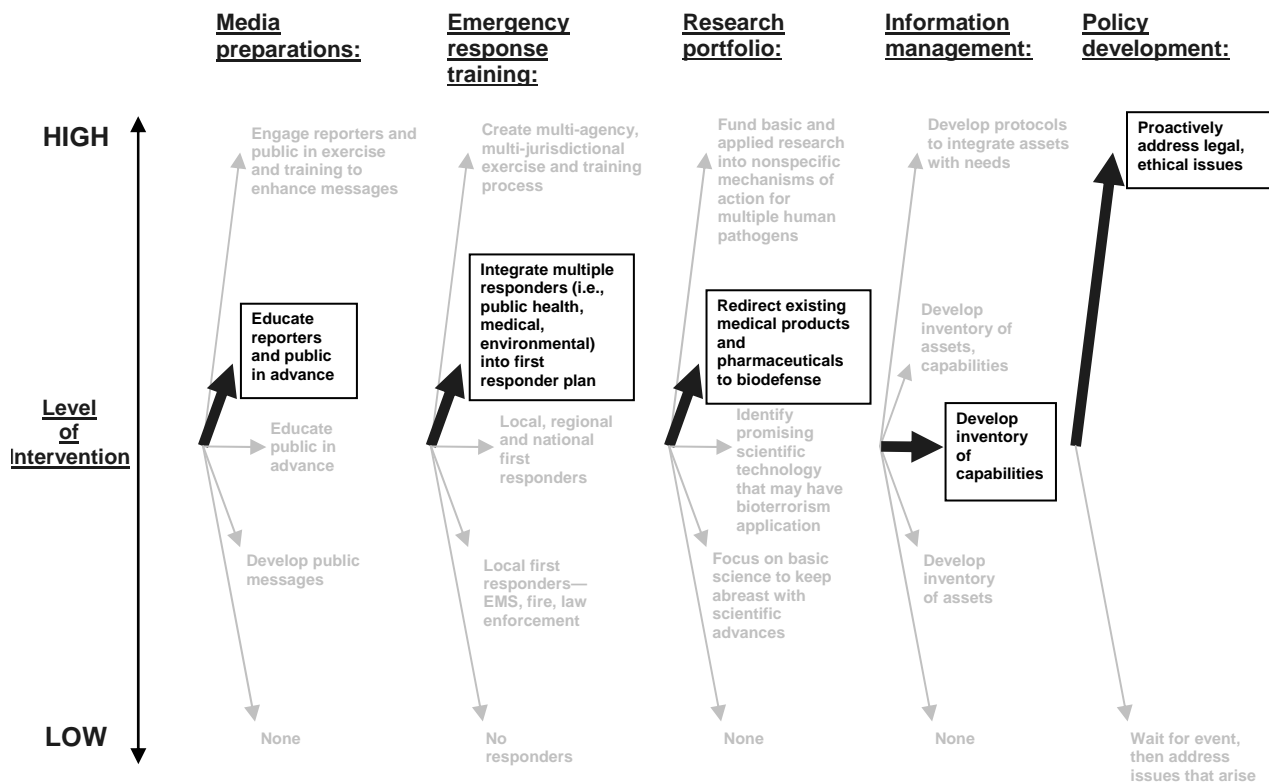 Media
preparations:
Emergency
response
training:
Research
portfolio:
Information
management:
Policy
development:
HIGH
Level
of
Intervention
LOW
Engage reporters and
public in exercise
and training to
enhance messages
Educate
reporters
and public
in advance
Educate
public in
advance
Develop public
messages
None
Create multi-agency,
multi-jurisdictional
exercise and training
process
Integrate multiple
responders (i.e.,
public health,
medical,
environmental)
into first
responder plan
Local, regional
and national
first
responders
Local first
responders—
EMS, fire, law
enforcement
No
responders
Fund basic and
applied research
into nonspecific
mechanisms of
action for
multiple human
pathogens
Redirect existing
medical products
and
pharmaceuticals
to biodefense
Identify
promising
scientific
technology
that may have
bioterrorism
application
Focus on basic
science to keep
abreast with
scientific
advances
None
Develop protocols
to integrate assets
with needs
Develop
inventory of
assets,
capabilities
Develop
inventory
of
capabilities
Develop
inventory
of assets
None
Proactively
address legal,
ethical issues
Wait for event,
then address
issues that arise